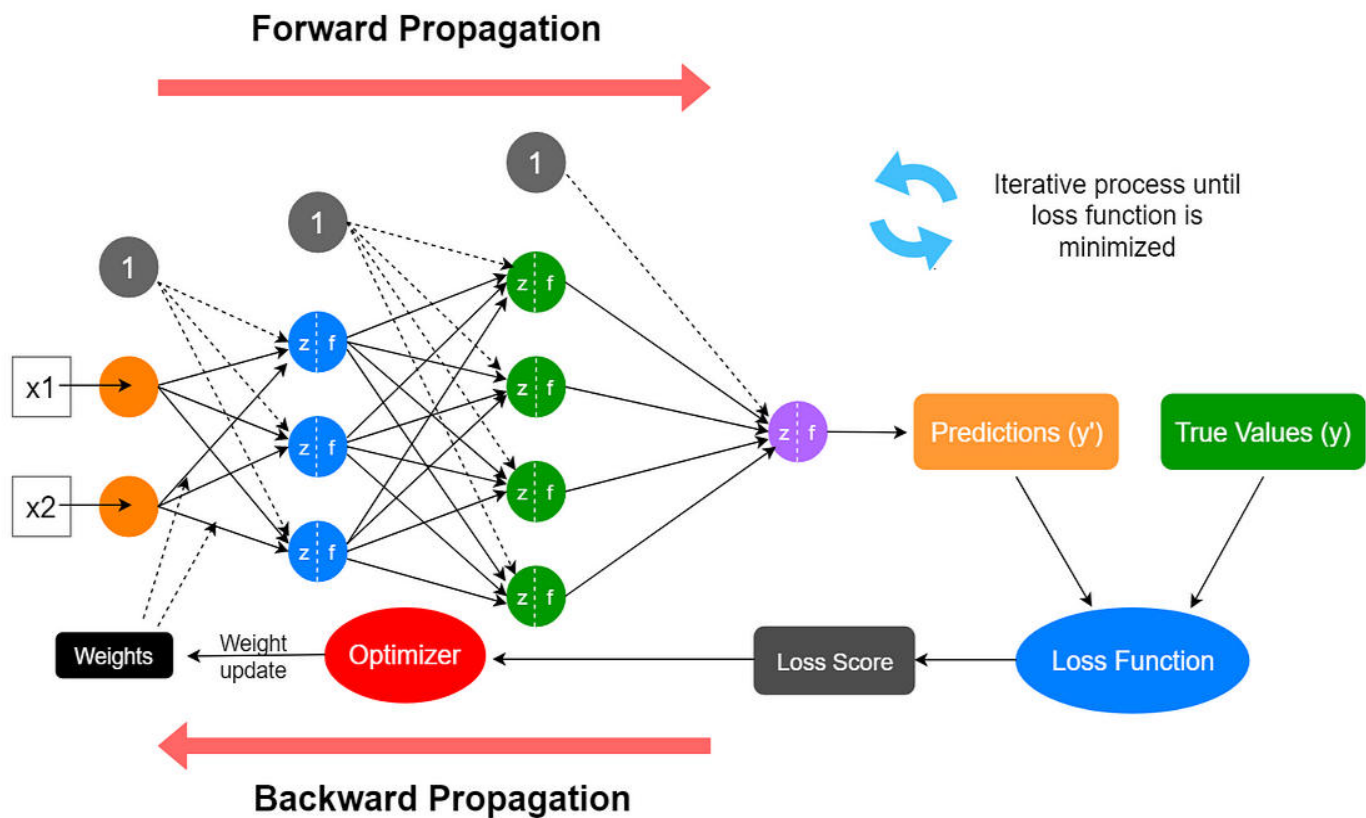 Forward Propagation
1
1
1
Iterative process until
loss function is
minimized
z f
z f
x1
z f
z f
z f
Predictions (y')
True Values (y)
x2
z f
z f
z f
Weights
Weight
update
Optimizer
Loss Score
Loss Function
Backward Propagation